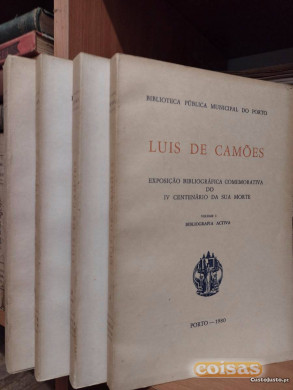 BIBLIOTECA PÚBLICA MUNICIPAL DO PORTO
LUIS DE CAMÕES
EXPOSIÇÃO BIBLIOGRÁFICA COMEMORATIVA
DO
IV CENTENÁRIO DA SUA MORTE
VOLUME I
BIBLIOGRAFIA ACTIVA
PORTO — 1980
coisas